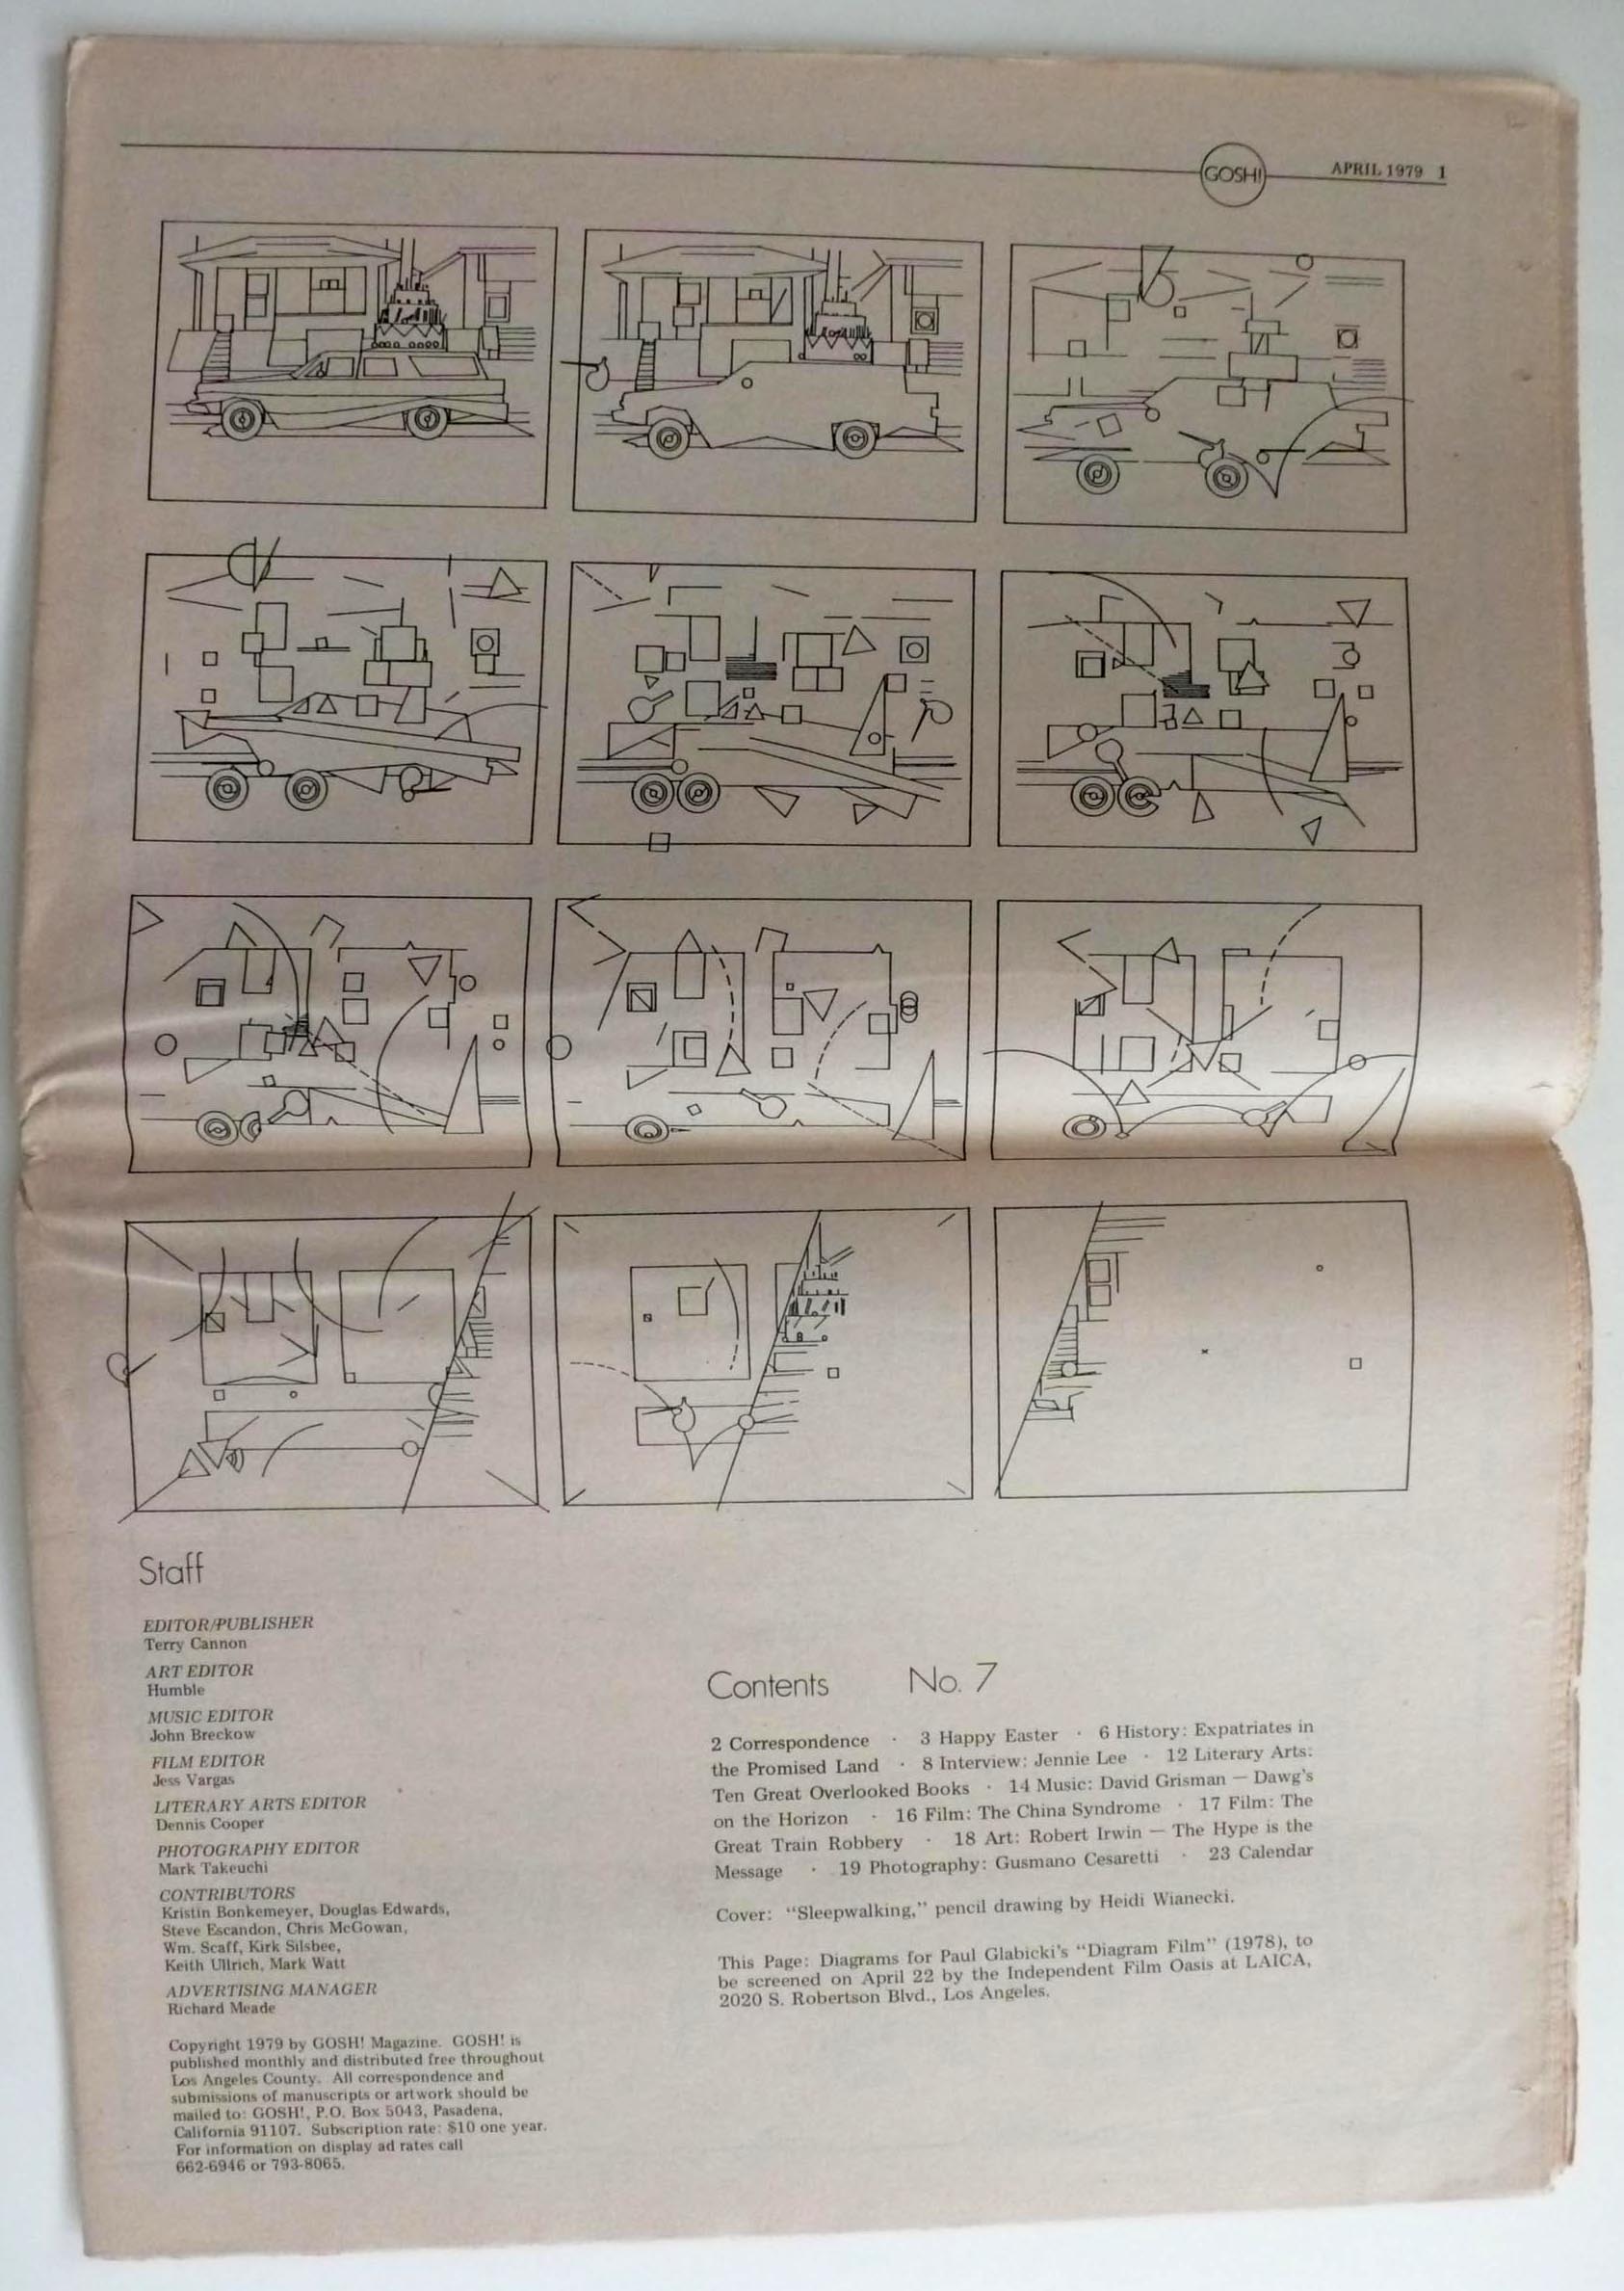 GOSH!
APRIL 1979 1
Staff
EDITOR/PUBLISHER
Terry Cannon
ART EDITOR
Humble
MUSIC EDITOR
John Breckow
FILM EDITOR
Jess Vargas
LITERARY ARTS EDITOR
Dennis Cooper
PHOTOGRAPHY EDITOR
Mark Takeuchi
CONTRIBUTORS
Kristin Bonkemeyer, Douglas Edwards,
Steve Escandon, Chris McGowan,
Wm. Scaff, Kirk Silsbee,
Keith Ullrich, Mark Watt
ADVERTISING MANAGER
Richard Meade
Copyright 1979 by GOSH! Magazine. GOSH! is
published monthly and distributed free throughout
Los Angeles County. All correspondence and
submissions of manuscripts or artwork should be
mailed to: GOSH!, P.O. Box 5043, Pasadena,
California 91107. Subscription rate: $10 one year.
For information on display ad rates call
662-6946 or 793-8065.
Contents No. 7
2 Correspondence · 3 Happy Easter · 6 History: Expatriates in
the Promised Land · 8 Interview: Jennie Lee · 12 Literary Arts:
Ten Great Overlooked Books · 14 Music: David Grisman — Dawg's
on the Horizon · 16 Film: The China Syndrome · 17 Film: The
Great Train Robbery · 18 Art: Robert Irwin — The Hype is the
Message · 19 Photography: Gusmano Cesaretti · 23 Calendar
Cover: "Sleepwalking," pencil drawing by Heidi Wianecki.
This Page: Diagrams for Paul Glabicki's "Diagram Film" (1978), to
be screened on April 22 by the Independent Film Oasis at LAICA,
2020 S. Robertson Blvd., Los Angeles.